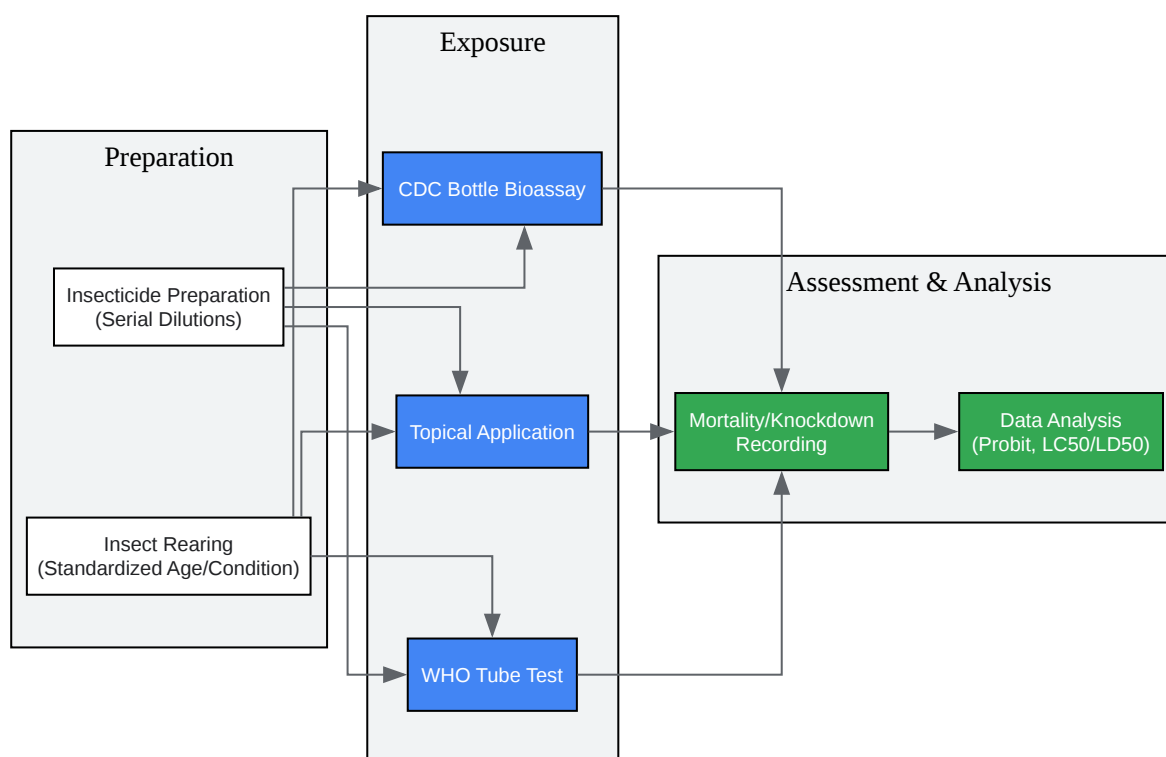 Preparation
Insecticide Preparation
(Serial Dilutions)
Insect Rearing
(Standardized Age/Condition)
Exposure
CDC Bottle Bioassay
Topical Application
WHO Tube Test
Assessment & Analysis
Mortality/Knockdown
Recording
Data Analysis
(Probit, LC50/LD50)